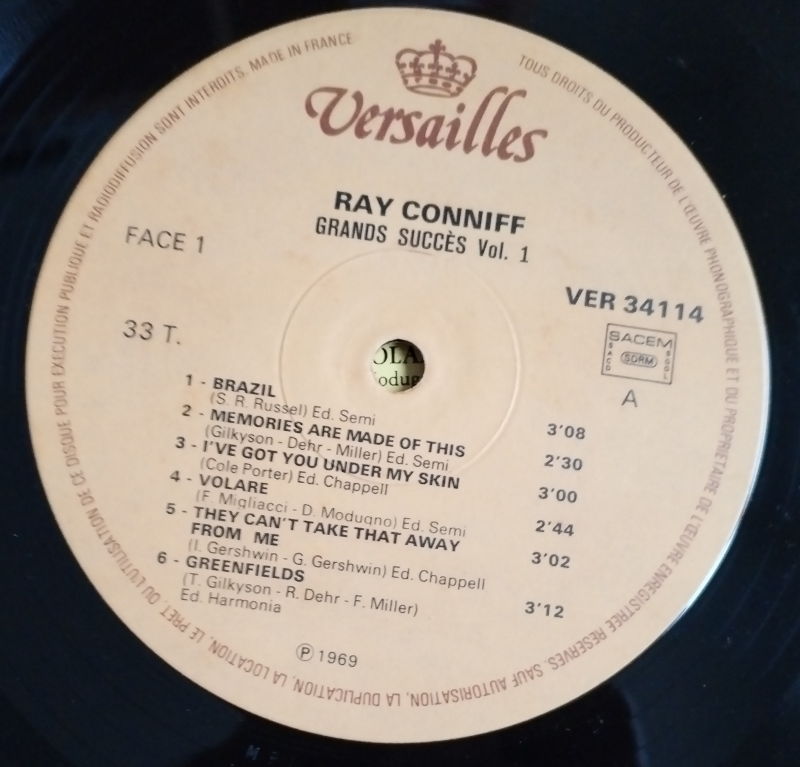 TOUS DROITS DU PRODUCTEUR DE L'ŒUVRE PHONOGRAPHIQUE ET DU PROPRIETAIRE DE L'ŒUVRE ENREGISTREE RESERVES. SAUF AUTORISATION, LA DUPLICATION, LA LOCATION, LE PRET OU L'UTILISATION DE CE DISQUE POUR EXECUTION PUBLIQUE ET RADIODIFFUSION SONT INTERDITS. MADE IN FRANCE
Versailles
RAY CONNIFF
GRANDS SUCCÈS Vol. 1
FACE 1
VER 34114
33 T.
SACEM
SACD
SDRM
SGDL
A
1 - BRAZIL 3'08
(S. R. Russel) Ed. Semi
2 - MEMORIES ARE MADE OF THIS 2'30
(Gilkyson - Dehr - Miller) Ed. Semi
3 - I'VE GOT YOU UNDER MY SKIN 3'00
(Cole Porter) Ed. Chappell
4 - VOLARE 2'44
(F. Migliacci - D. Modugno) Ed. Semi
5 - THEY CAN'T TAKE THAT AWAY
FROM ME 3'02
(I. Gershwin - G. Gershwin) Ed. Chappell
6 - GREENFIELDS 3'12
(T. Gilkyson - R. Dehr - F. Miller)
Ed. Harmonia
Ⓟ 1969